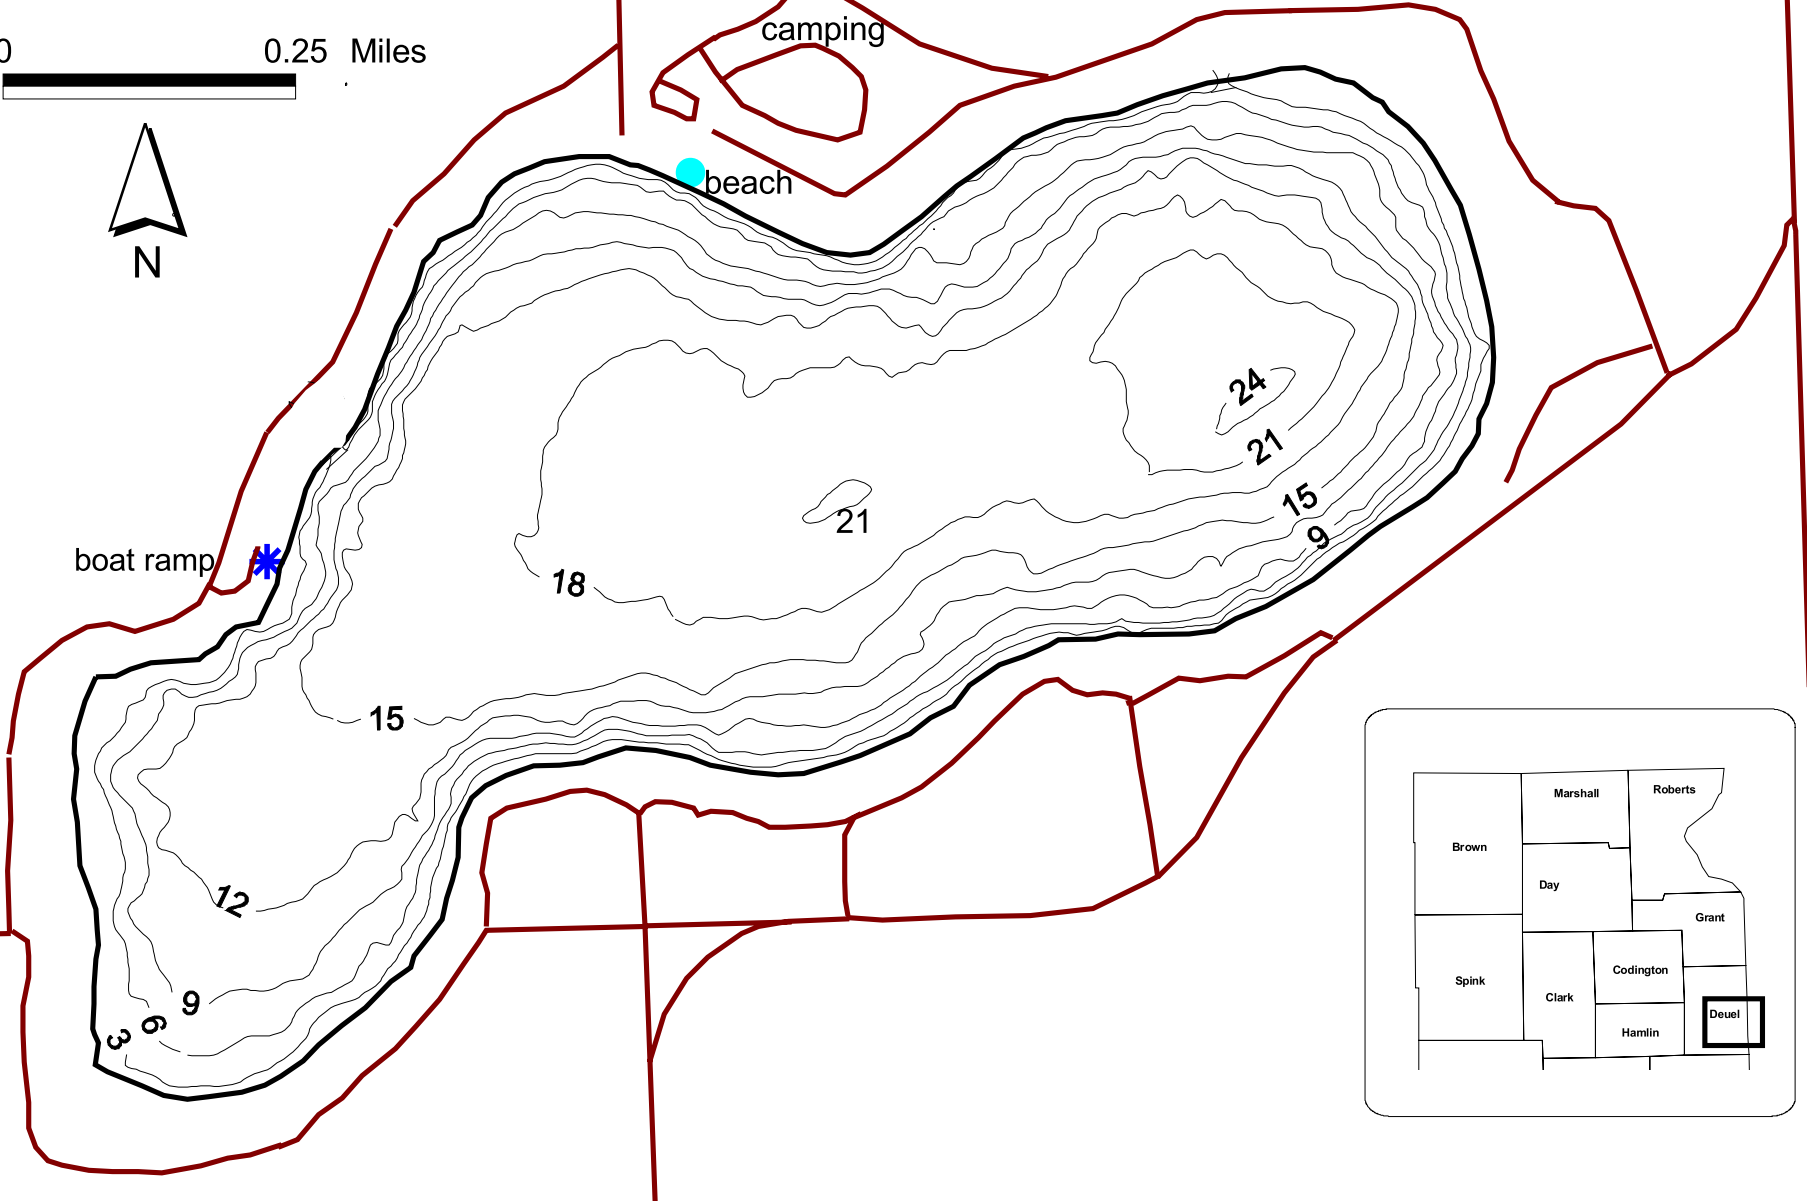 camping
0 0.25 Miles
beach
N
24
21
15
21
9
boat ramp
18
15
12
9
6
3
Marshall
Roberts
Brown
Day
Grant
Codington
Spink
Clark
Deuel
Hamlin